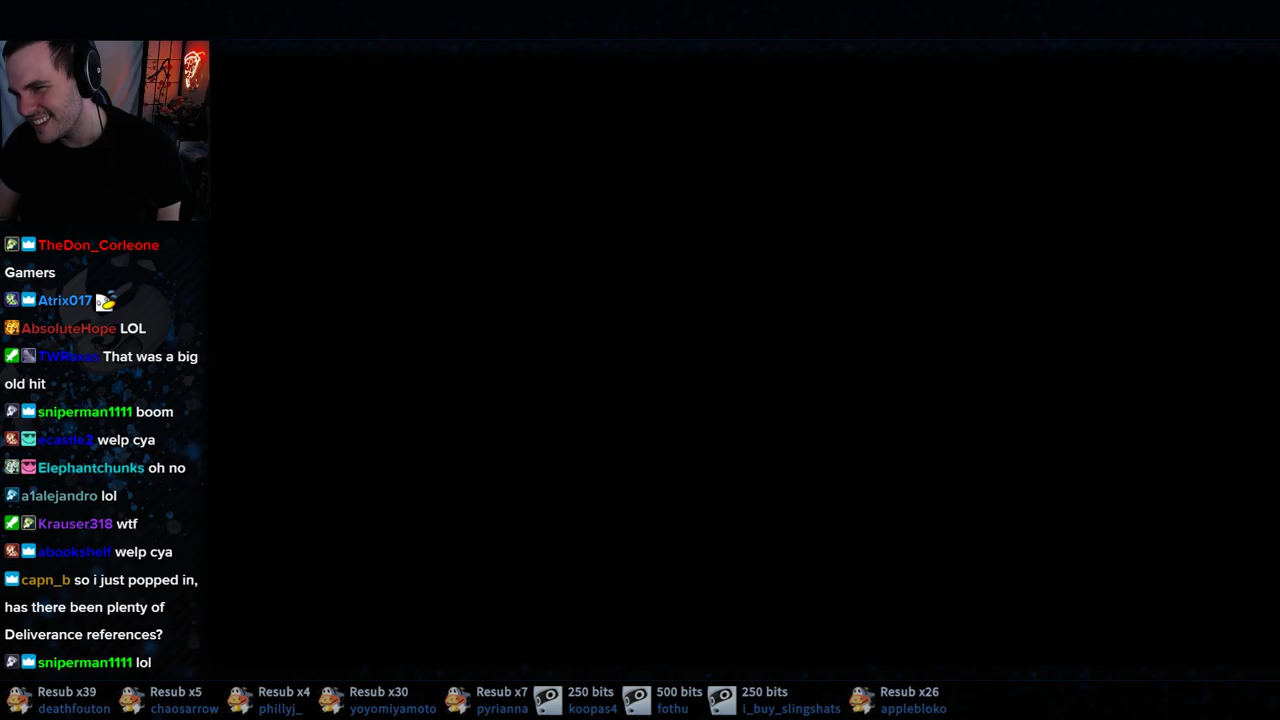 TheDon_Corleone
Gamers
Atrix017
AbsoluteHope LOL
That was a big
old hit
sniperman1111 boom
ecastle2 welp cya
Elephantchunks oh no
a1alejandro lol
Krauser318 wtf
abookshelf welp cya
capn_b so i just popped in,
has there been plenty of
Deliverance references?
sniperman1111 lol
Resub x39
deathfouton
Resub x5
chaosarrow
Resub x4
phillyj_
Resub x30
yoyomiyamoto
Resub x7
pyrianna
250 bits
koopas4
500 bits
fothu
250 bits
i_buy_slingshats
Resub x26
applebloko